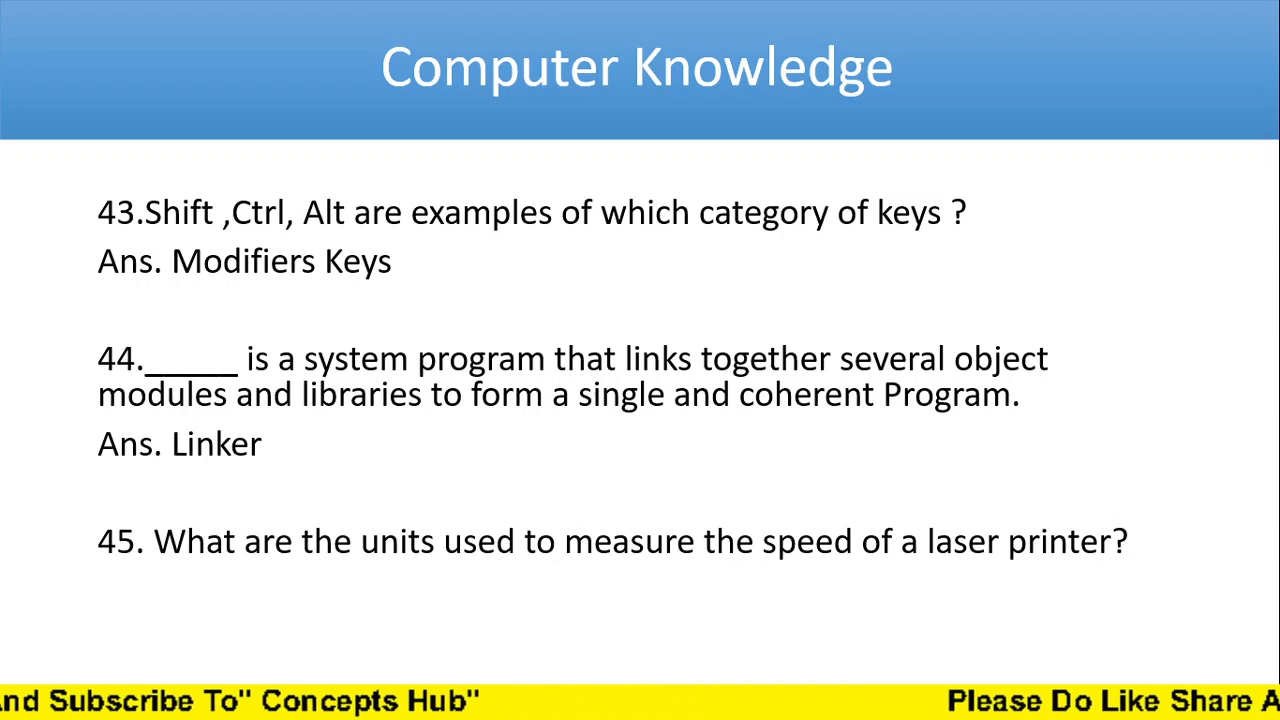 Computer Knowledge
43.Shift ,Ctrl, Alt are examples of which category of keys ?
Ans. Modifiers Keys
44._____ is a system program that links together several object
modules and libraries to form a single and coherent Program.
Ans. Linker
45. What are the units used to measure the speed of a laser printer?
And Subscribe To" Concepts Hub" Please Do Like Share A